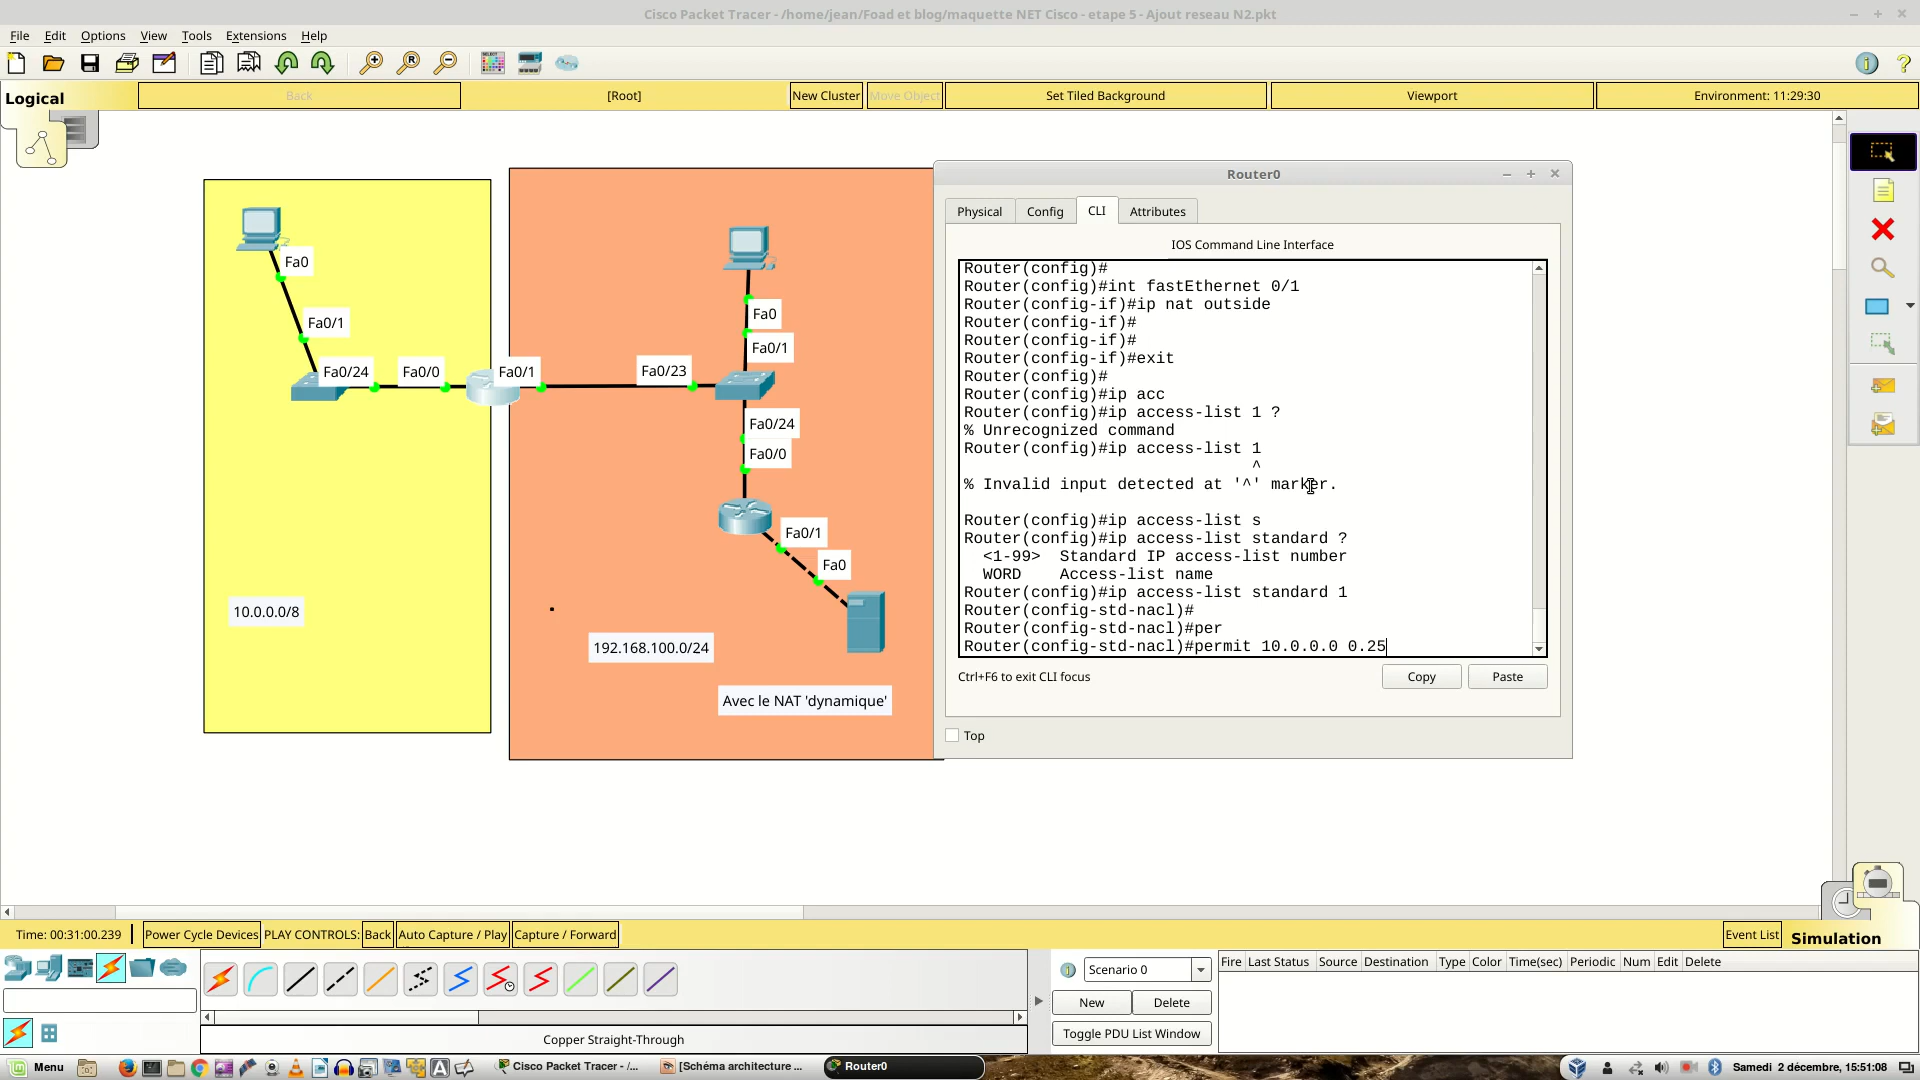 Cisco Packet Tracer - /home/jean/Foad et blog/maquette NET Cisco - etape 5 - Ajout reseau N2.pkt
File Edit Options View Tools Extensions Help
Logical
Back
[Root]
New Cluster
Move Object
Set Tiled Background
Viewport
Environment: 11:29:30
Fa0
Fa0/1
Fa0/24
Fa0/0
Fa0/1
Fa0/23
Fa0
Fa0/1
Fa0/24
Fa0/0
Fa0/1
Fa0
10.0.0.0/8
192.168.100.0/24
Avec le NAT 'dynamique'
Router0
Physical Config CLI Attributes
IOS Command Line Interface
Router(config)#
Router(config)#int fastEthernet 0/1
Router(config-if)#ip nat outside
Router(config-if)#
Router(config-if)#
Router(config-if)#exit
Router(config)#
Router(config)#ip acc
Router(config)#ip access-list 1 ?
% Unrecognized command
Router(config)#ip access-list 1
^
% Invalid input detected at '^' marker.
Router(config)#ip access-list s
Router(config)#ip access-list standard ?
<1-99> Standard IP access-list number
WORD Access-list name
Router(config)#ip access-list standard 1
Router(config-std-nacl)#
Router(config-std-nacl)#per
Router(config-std-nacl)#permit 10.0.0.0 0.25
Ctrl+F6 to exit CLI focus
Copy
Paste
Top
Time: 00:31:00.239
Power Cycle Devices PLAY CONTROLS: Back Auto Capture / Play Capture / Forward
Event List
Simulation
Scenario 0
New
Delete
Toggle PDU List Window
Fire Last Status Source Destination Type Color Time(sec) Periodic Num Edit Delete
Copper Straight-Through
Menu
Cisco Packet Tracer - /...
[Schéma architecture ...
Router0
Samedi 2 décembre, 15:51:08